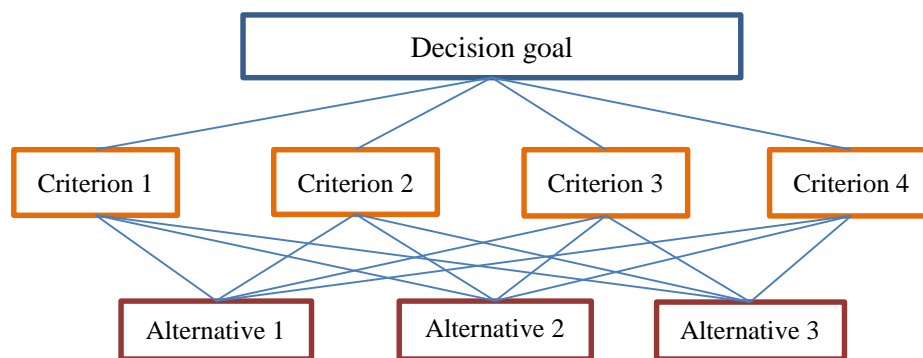 Decision goal
Criterion 1
Criterion 2
Criterion 3
Criterion 4
Alternative 1
Alternative 2
Alternative 3